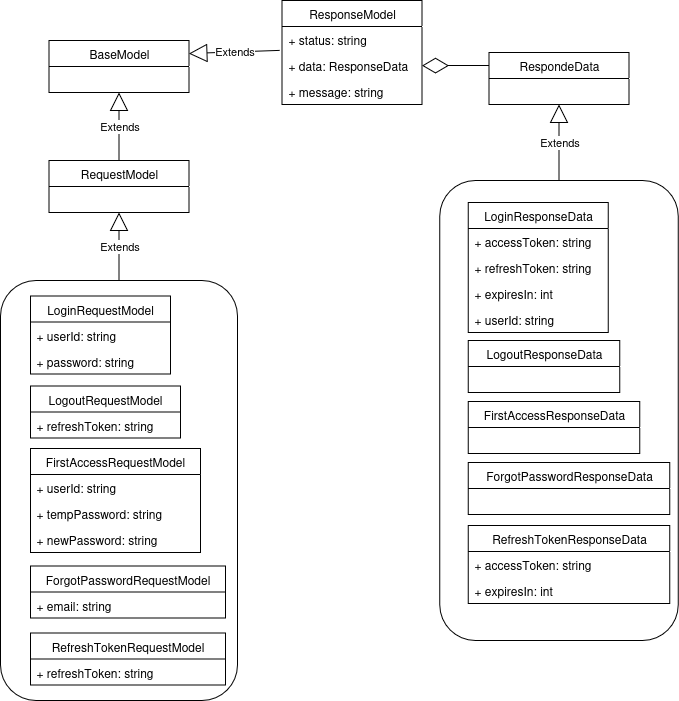 ResponseModel
+ status: string
+ data: ResponseData
+ message: string
BaseModel
Extends
RespondeData
Extends
Extends
RequestModel
Extends
LoginRequestModel
+ userId: string
+ password: string
LogoutRequestModel
+ refreshToken: string
FirstAccessRequestModel
+ userId: string
+ tempPassword: string
+ newPassword: string
ForgotPasswordRequestModel
+ email: string
RefreshTokenRequestModel
+ refreshToken: string
LoginResponseData
+ accessToken: string
+ refreshToken: string
+ expiresIn: int
+ userId: string
LogoutResponseData
FirstAccessResponseData
ForgotPasswordResponseData
RefreshTokenResponseData
+ accessToken: string
+ expiresIn: int